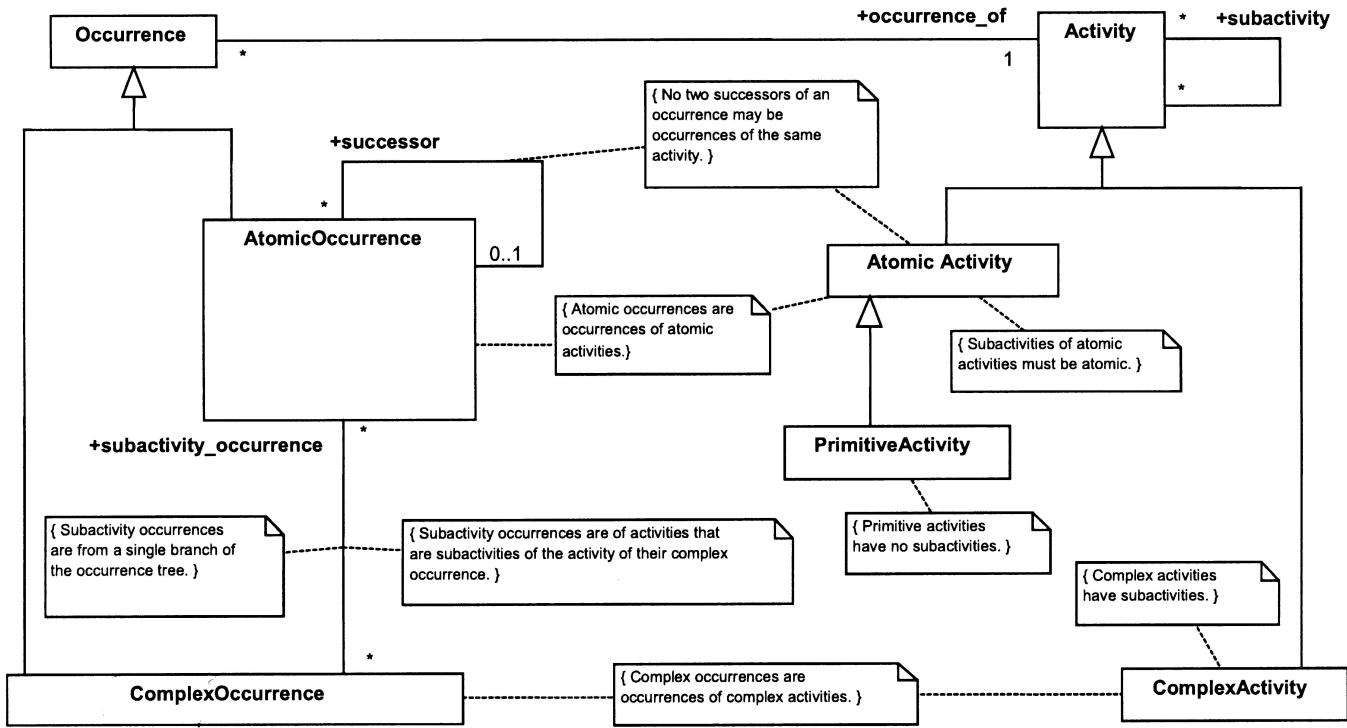 +occurrence_of
* +subactivity
Occurrence
Activity
*
1
*
{ No two successors of an
occurrence may be
occurrences of the same
activity. }
+successor
*
AtomicOccurrence
0..1
Atomic Activity
{ Atomic occurrences are
occurrences of atomic
activities.}
{ Subactivities of atomic
activities must be atomic. }
+subactivity_occurrence
*
PrimitiveActivity
{ Subactivity occurrences
are from a single branch of
the occurrence tree. }
{ Subactivity occurrences are of activities that
are subactivities of the activity of their complex
occurrence. }
{ Primitive activities
have no subactivities. }
{ Complex activities
have subactivities. }
*
ComplexOccurrence
{ Complex occurrences are
occurrences of complex activities. }
ComplexActivity